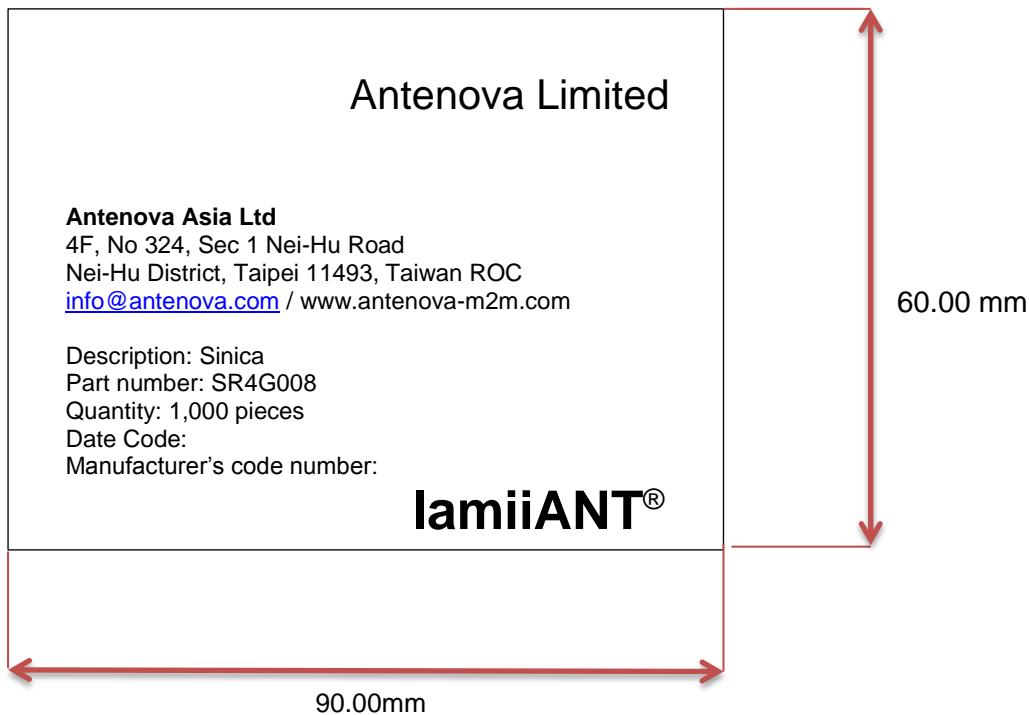 Antenova Limited
Antenova Asia Ltd
4F, No 324, Sec 1 Nei-Hu Road
Nei-Hu District, Taipei 11493, Taiwan ROC
info@antenova.com / www.antenova-m2m.com
Description: Sinica
Part number: SR4G008
Quantity: 1,000 pieces
Date Code:
Manufacturer’s code number:
lamiiANT®
60.00 mm
90.00mm